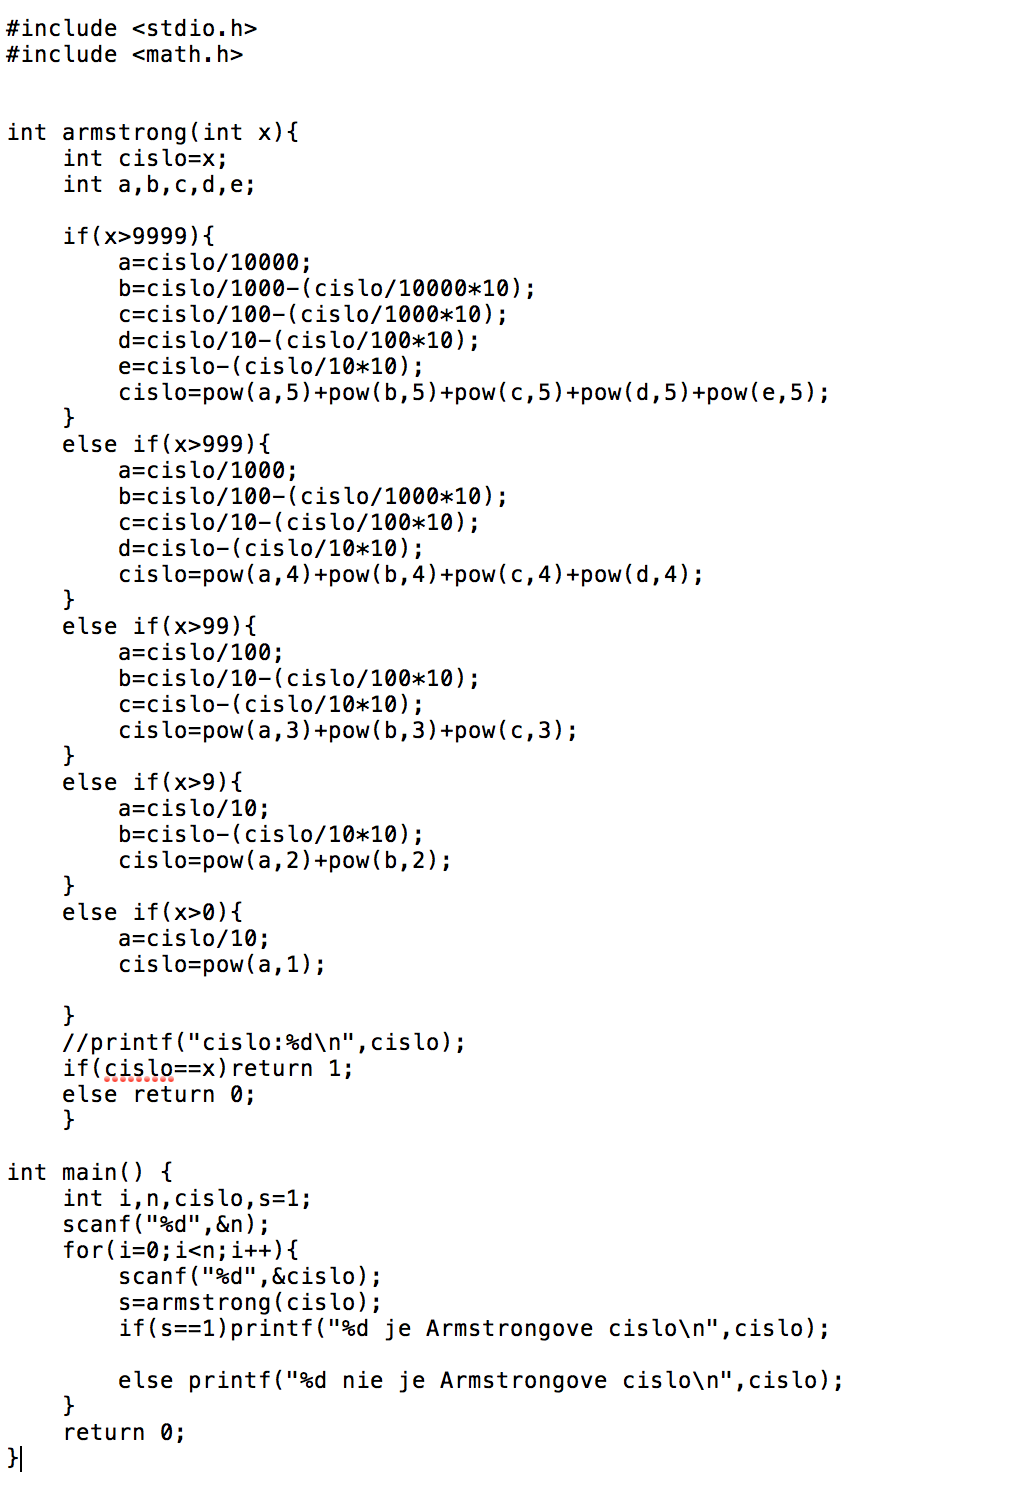 #include <stdio.h>
#include <math.h>
int armstrong(int x){
    int cislo=x;
    int a,b,c,d,e;
    if(x>9999){
        a=cislo/10000;
        b=cislo/1000-(cislo/10000*10);
        c=cislo/100-(cislo/1000*10);
        d=cislo/10-(cislo/100*10);
        e=cislo-(cislo/10*10);
        cislo=pow(a,5)+pow(b,5)+pow(c,5)+pow(d,5)+pow(e,5);
    }
    else if(x>999){
        a=cislo/1000;
        b=cislo/100-(cislo/1000*10);
        c=cislo/10-(cislo/100*10);
        d=cislo-(cislo/10*10);
        cislo=pow(a,4)+pow(b,4)+pow(c,4)+pow(d,4);
    }
    else if(x>99){
        a=cislo/100;
        b=cislo/10-(cislo/100*10);
        c=cislo-(cislo/10*10);
        cislo=pow(a,3)+pow(b,3)+pow(c,3);
    }
    else if(x>9){
        a=cislo/10;
        b=cislo-(cislo/10*10);
        cislo=pow(a,2)+pow(b,2);
    }
    else if(x>0){
        a=cislo/10;
        cislo=pow(a,1);
    }
    //printf("cislo:%d\n",cislo);
    if(cislo==x)return 1;
    else return 0;
    }
int main() {
    int i,n,cislo,s=1;
    scanf("%d",&n);
    for(i=0;i<n;i++){
        scanf("%d",&cislo);
        s=armstrong(cislo);
        if(s==1)printf("%d je Armstrongove cislo\n",cislo);
        else printf("%d nie je Armstrongove cislo\n",cislo);
    }
    return 0;
}